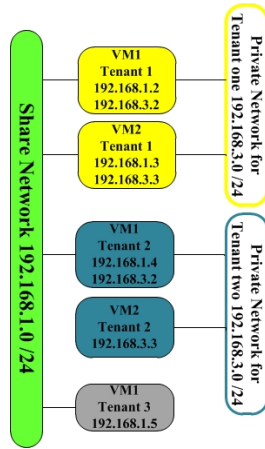 Share Network 192.168.1.0 /24
VM1
Tenant 1
192.168.1.2
192.168.3.2
VM2
Tenant 1
192.168.1.3
192.168.3.3
VM1
Tenant 2
192.168.1.4
192.168.3.2
VM2
Tenant 2
192.168.3.3
VM1
Tenant 3
192.168.1.5
Private Network for
Tenant one 192.168.3.0 /24
Private Network for
Tenant two 192.168.3.0 /24